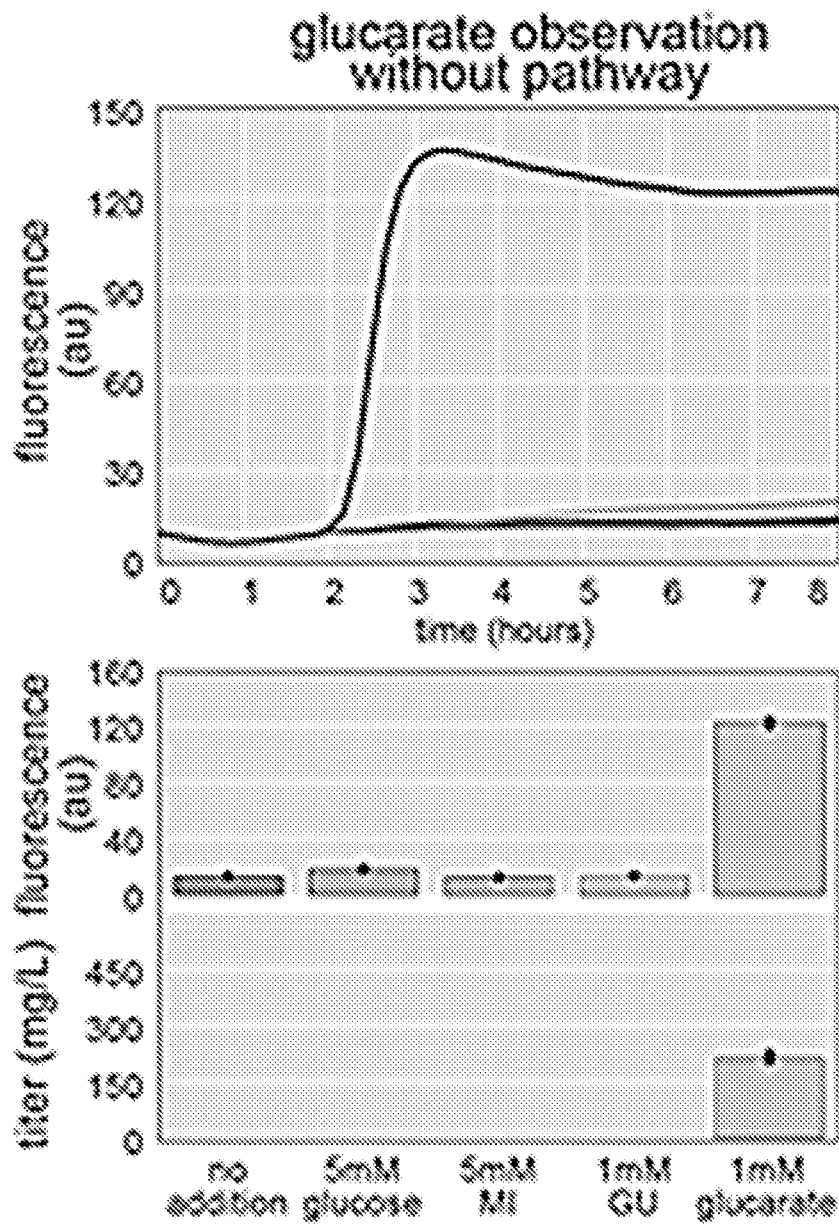 glucarate observation
without pathway
fluorescence
(au)
150
120
90
60
30
0
0 1 2 3 4 5 6 7 8
time (hours)
fluorescence
(au)
160
120
80
40
0
titer (mg/L)
450
300
150
0
no
addition
5mM
glucose
5mM
MI
1mM
GU
1mM
glucarate